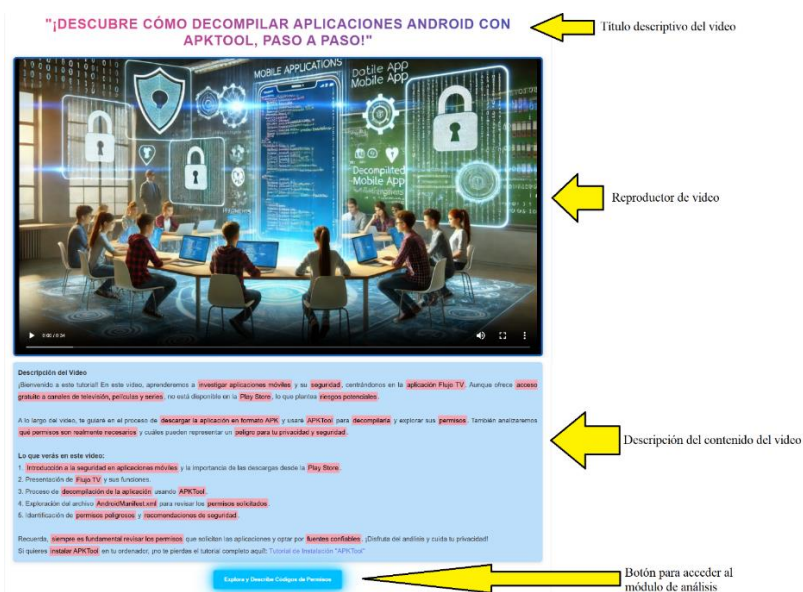 "¡DESCUBRE CÓMO DECOMPILAR APLICACIONES ANDROID CON
APKTOOL, PASO A PASO!"
Título descriptivo del video
MOBILE APPLICATIONS
Datile App
Mobile App
Decompilted
Mobile App
Reproductor de video
0:00 / 0:34
Descripción del Video
¡Bienvenido a este tutorial! En este video, aprenderemos a investigar aplicaciones móviles y su seguridad, centrándonos en la aplicación Flujo TV. Aunque ofrece acceso
gratuito a canales de televisión, películas y series, no está disponible en la Play Store, lo que plantea riesgos potenciales.
A lo largo del video, te guiaré en el proceso de descargar la aplicación en formato APK y usaré APKTool para decompilarla y explorar sus permisos. También analizaremos
qué permisos son realmente necesarios y cuáles pueden representar un peligro para tu privacidad y seguridad.
Descripción del contenido del video
Lo que verás en este video:
1. Introducción a la seguridad en aplicaciones móviles y la importancia de las descargas desde la Play Store.
2. Presentación de Flujo TV y sus funciones.
3. Proceso de decompilación de la aplicación usando APKTool.
4. Exploración del archivo AndroidManifest.xml para revisar los permisos solicitados.
5. Identificación de permisos peligrosos y recomendaciones de seguridad.
Recuerda, siempre es fundamental revisar los permisos que solicitan las aplicaciones y optar por fuentes confiables. ¡Disfruta del análisis y cuida tu privacidad!
Si quieres instalar APKTool en tu ordenador, ¡no te pierdas el tutorial completo aquí!: Tutorial de Instalación "APKTool"
Explora y Describe Códigos de Permisos
Botón para acceder al
módulo de análisis